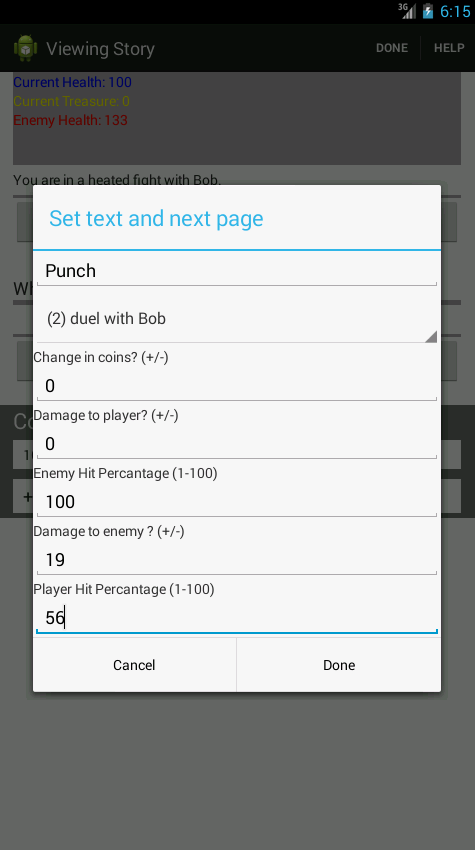 3G 6:15
Viewing Story DONE HELP
Current Health: 100
Current Treasure: 0
Enemy Health: 133
You are in a heated fight with Bob.
Set text and next page
Punch
(2) duel with Bob
Change in coins? (+/-)
0
Damage to player? (+/-)
0
Enemy Hit Percantage (1-100)
100
Damage to enemy ? (+/-)
19
Player Hit Percantage (1-100)
56
Cancel Done